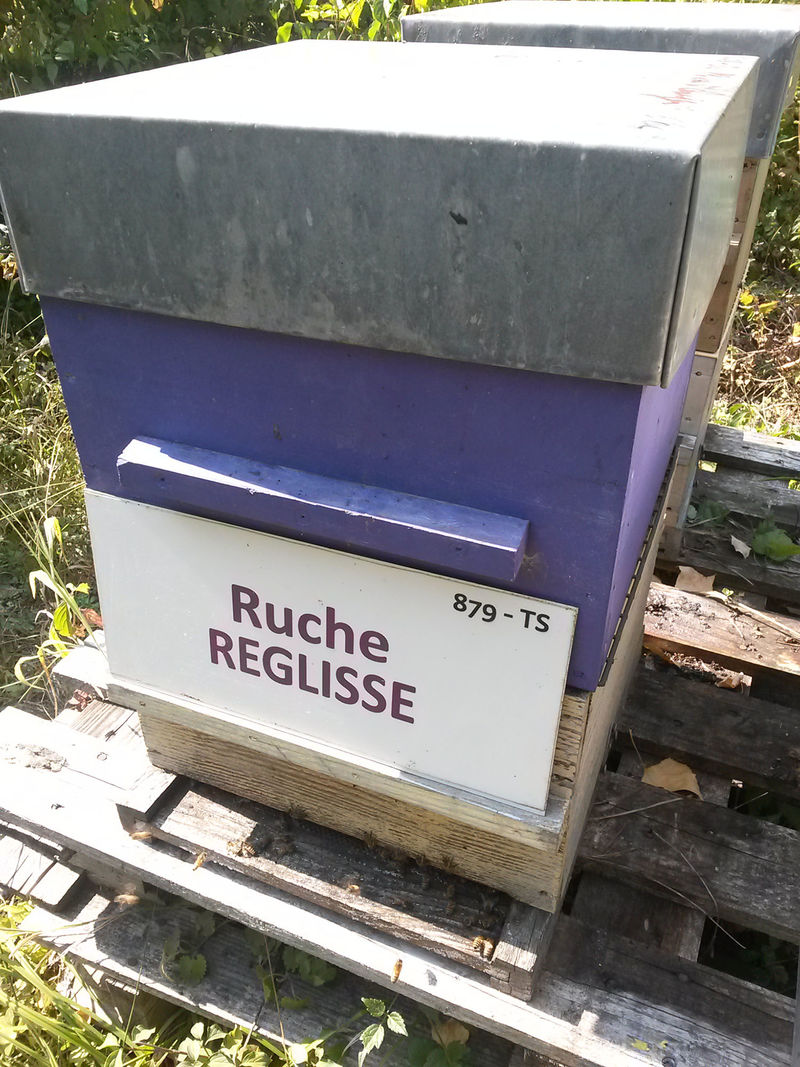 Ruche
REGLISSE
879 - TS